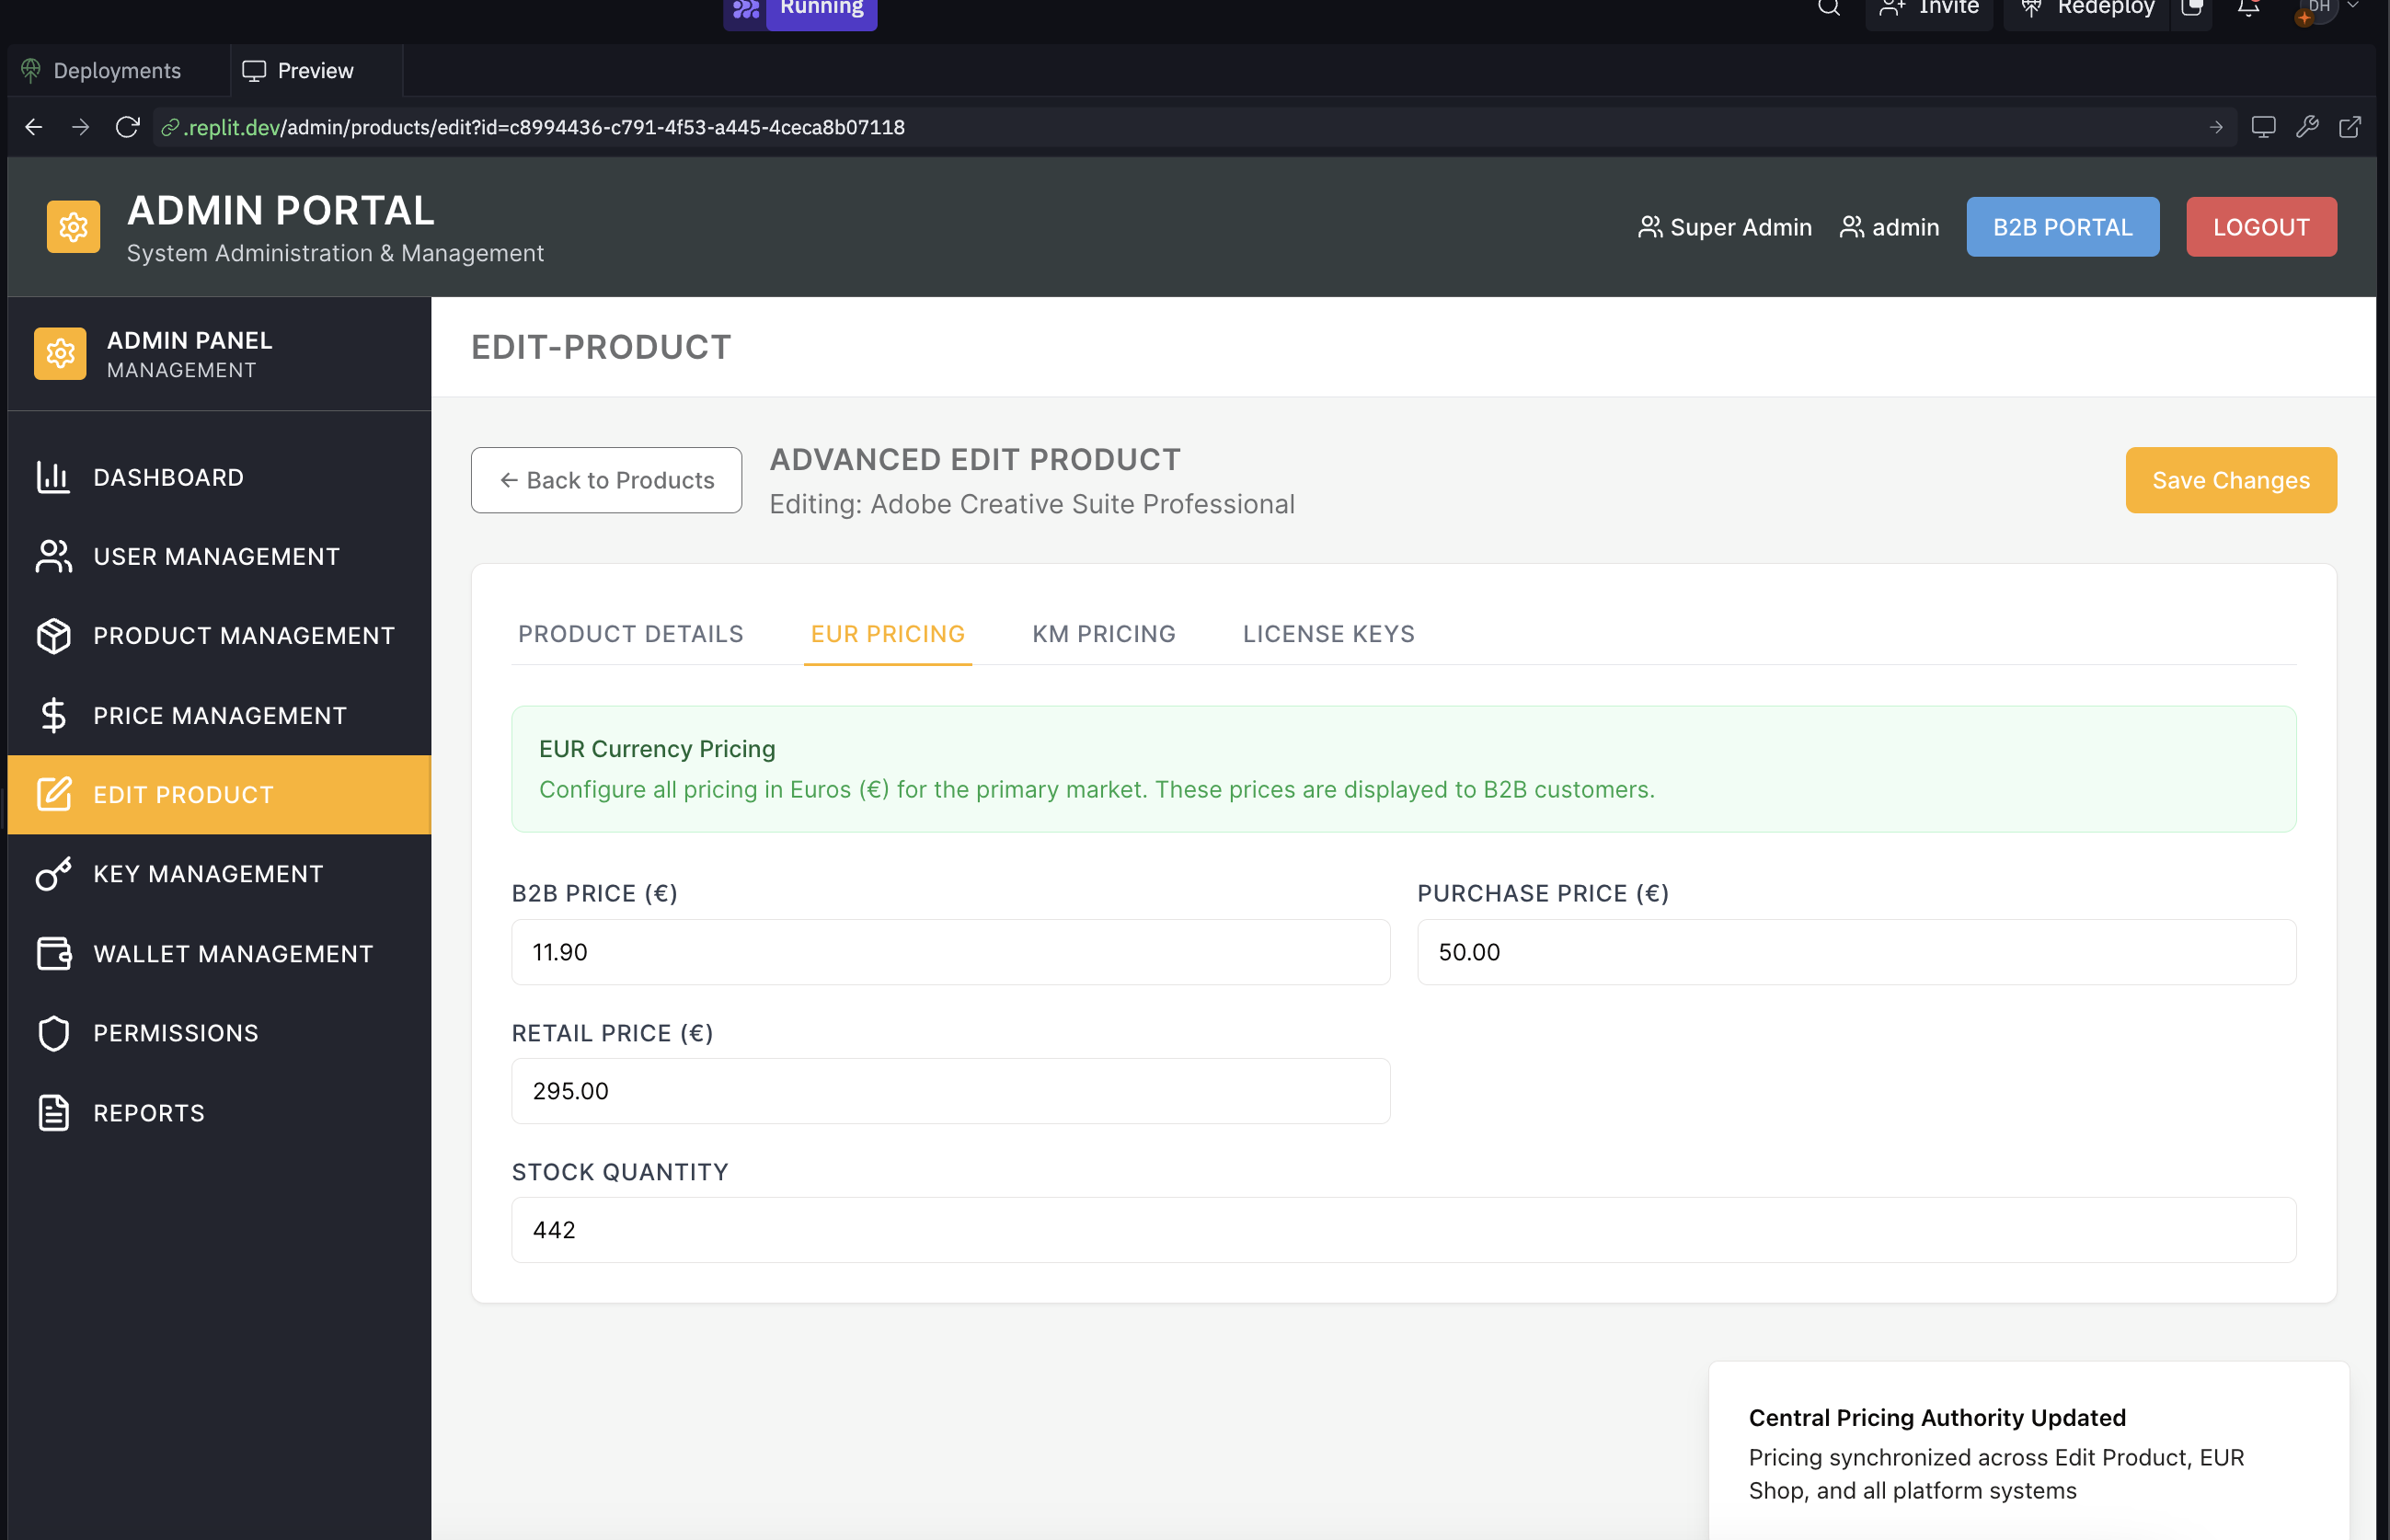 Running
Invite
Redeploy
DH
Deployments
Preview
.replit.dev/admin/products/edit?id=c8994436-c791-4f53-a445-4ceca8b07118
ADMIN PORTAL
System Administration & Management
Super Admin
admin
B2B PORTAL
LOGOUT
ADMIN PANEL
MANAGEMENT
DASHBOARD
USER MANAGEMENT
PRODUCT MANAGEMENT
PRICE MANAGEMENT
EDIT PRODUCT
KEY MANAGEMENT
WALLET MANAGEMENT
PERMISSIONS
REPORTS
EDIT-PRODUCT
← Back to Products
ADVANCED EDIT PRODUCT
Editing: Adobe Creative Suite Professional
Save Changes
PRODUCT DETAILS
EUR PRICING
KM PRICING
LICENSE KEYS
EUR Currency Pricing
Configure all pricing in Euros (€) for the primary market. These prices are displayed to B2B customers.
B2B PRICE (€)
11.90
PURCHASE PRICE (€)
50.00
RETAIL PRICE (€)
295.00
STOCK QUANTITY
442
Central Pricing Authority Updated
Pricing synchronized across Edit Product, EUR
Shop, and all platform systems